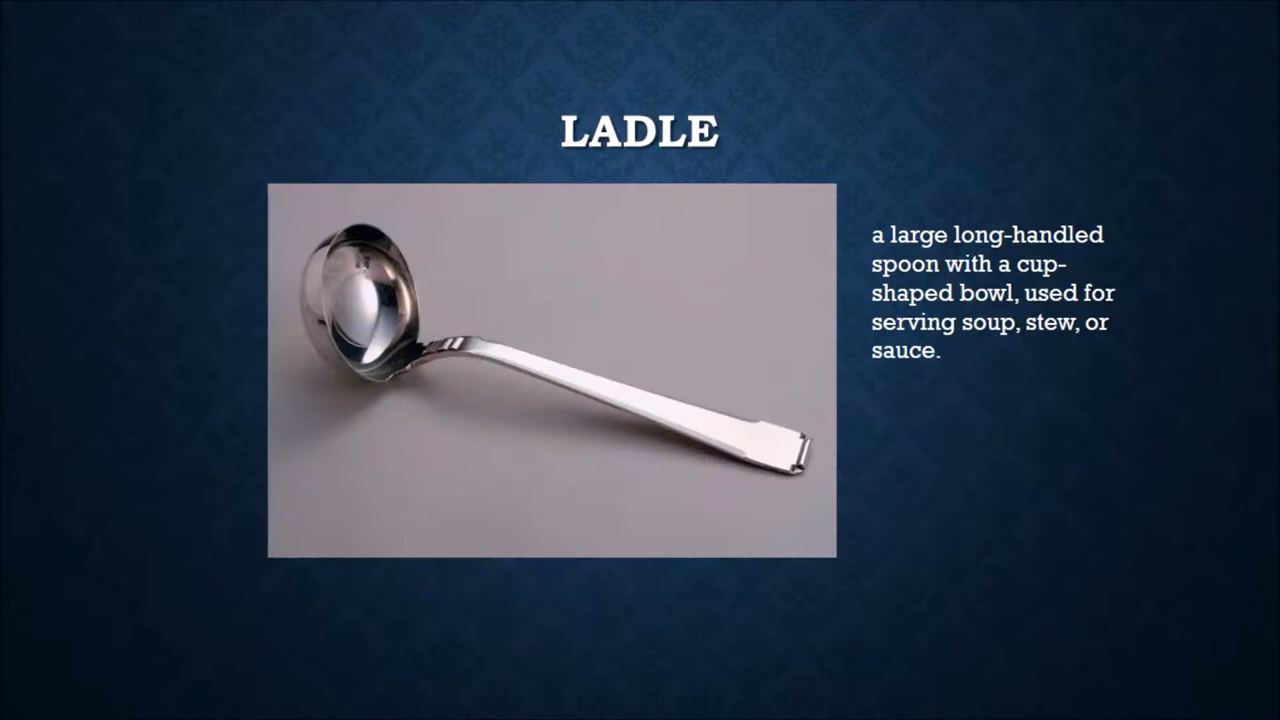 LADLE
a large long-handled
spoon with a cup-
shaped bowl, used for
serving soup, stew, or
sauce.